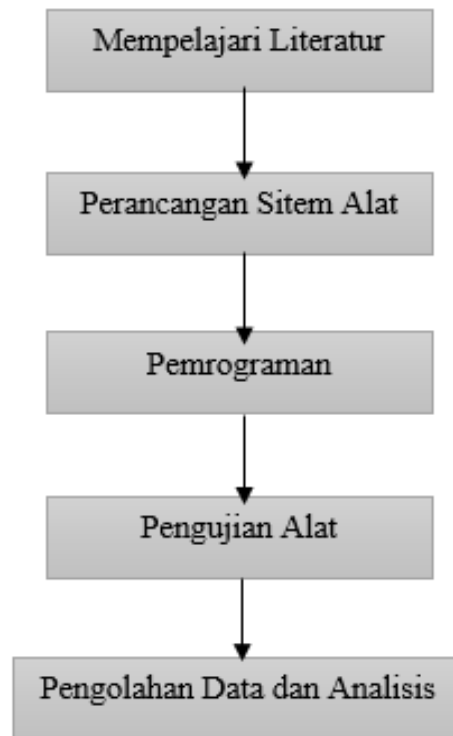 Mempelajari Literatur
Perancangan Sitem Alat
Pemrograman
Pengujian Alat
Pengolahan Data dan Analisis